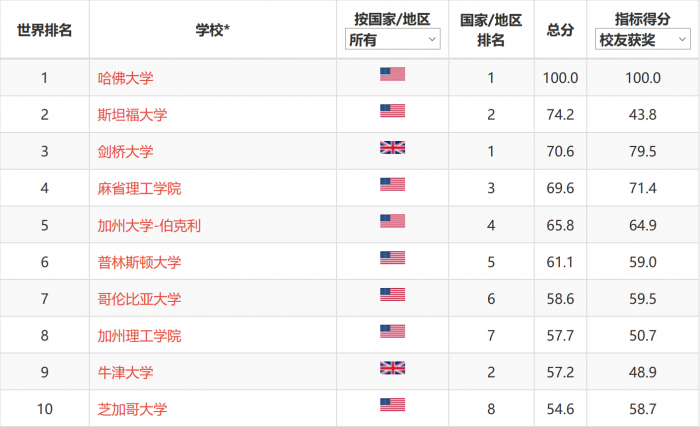 世界排名 学校* 按国家/地区 所有 国家/地区 排名 总分 指标得分 校友获奖
1 哈佛大学 1 100.0 100.0
2 斯坦福大学 2 74.2 43.8
3 剑桥大学 1 70.6 79.5
4 麻省理工学院 3 69.6 71.4
5 加州大学-伯克利 4 65.8 64.9
6 普林斯顿大学 5 61.1 59.0
7 哥伦比亚大学 6 58.6 59.5
8 加州理工学院 7 57.7 50.7
9 牛津大学 2 57.2 48.9
10 芝加哥大学 8 54.6 58.7